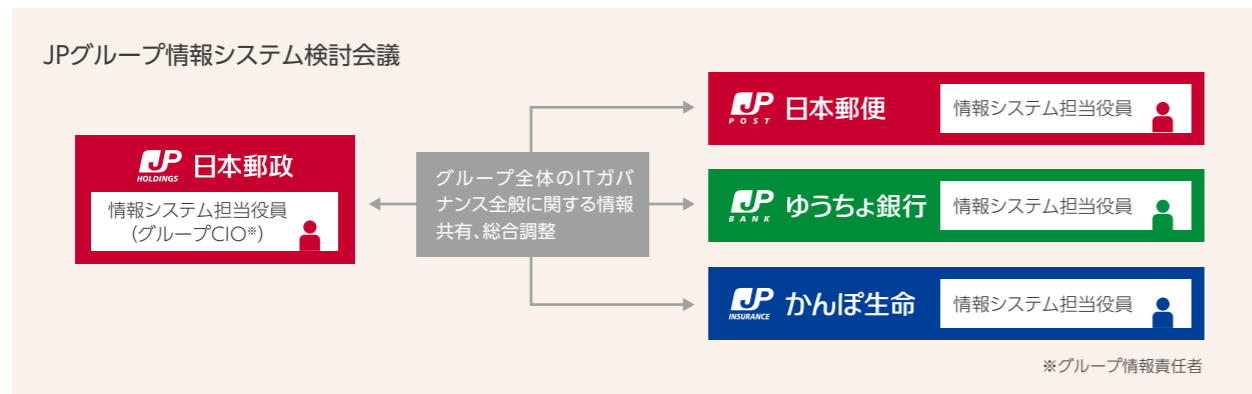 JPグループ情報システム検討会議
JP
HOLDINGS
日本郵政
情報システム担当役員
(グループCIO※)
グループ全体のITガバ
ナンス全般に関する情報
共有、総合調整
JP
POST
日本郵便
情報システム担当役員
JP
BANK
ゆうちょ銀行
情報システム担当役員
JP
INSURANCE
かんぽ生命
情報システム担当役員
※グループ情報責任者